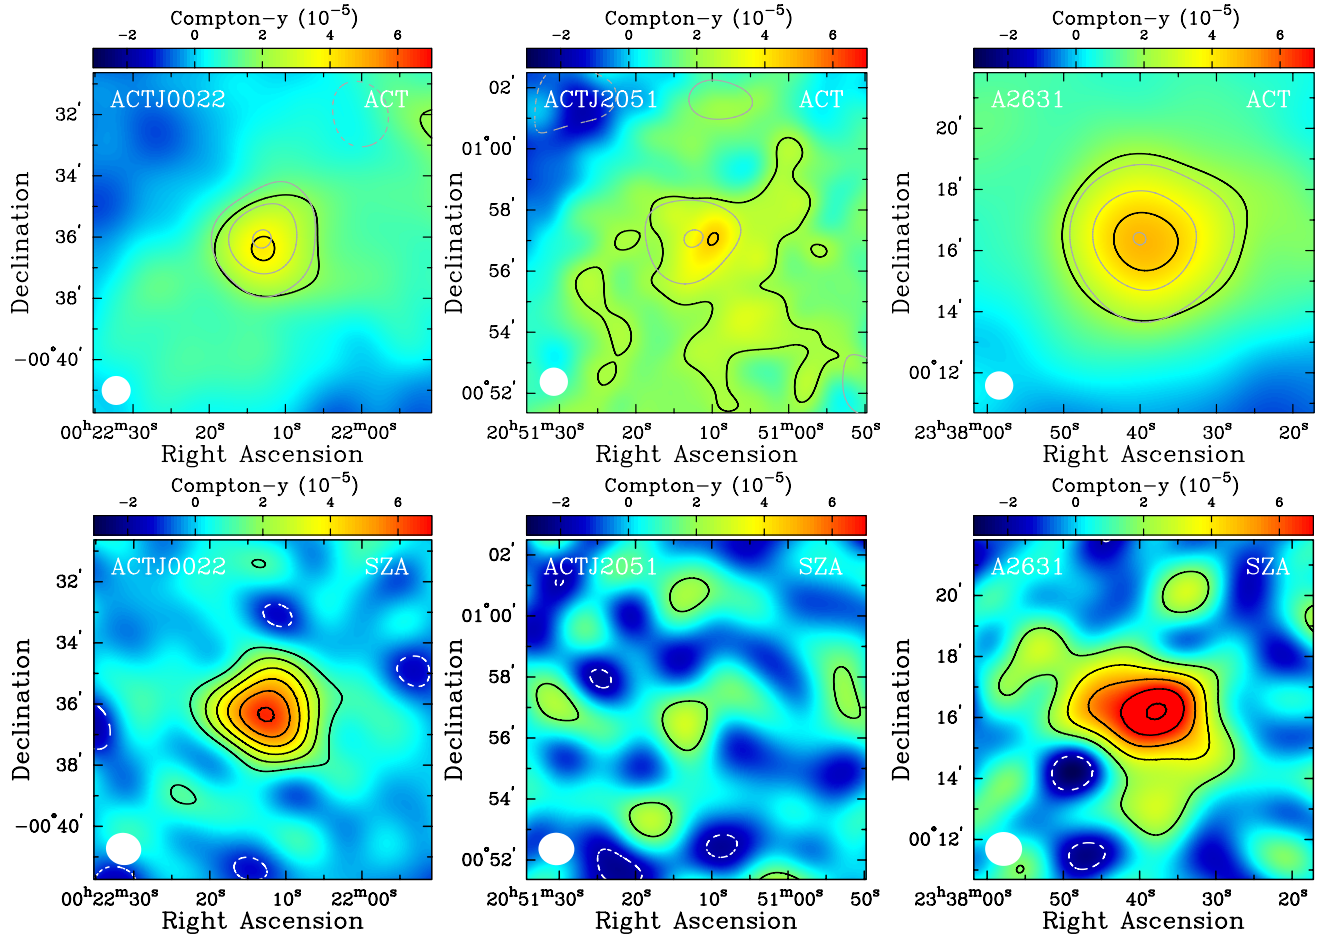 Compton-y (10⁻⁵) Compton-y (10⁻⁵) Compton-y (10⁻⁵)
-2 0 2 4 6 -2 0 2 4 6 -2 0 2 4 6
ACTJ0022 ACT ACTJ2051 ACT A2631 ACT
Declination Declination Declination
32' 34' 36' 38' -00°40'
02' 01°00' 58' 56' 54' 00°52'
20' 18' 16' 14' 00°12'
00ʰ22ᵐ30ˢ 20ˢ 10ˢ 22ᵐ00ˢ 20ʰ51ᵐ30ˢ 20ˢ 10ˢ 51ᵐ00ˢ 50ˢ 23ʰ38ᵐ00ˢ 50ˢ 40ˢ 30ˢ 20ˢ
Right Ascension Right Ascension Right Ascension
Compton-y (10⁻⁵) Compton-y (10⁻⁵) Compton-y (10⁻⁵)
-2 0 2 4 6 -2 0 2 4 6 -2 0 2 4 6
ACTJ0022 SZA ACTJ2051 SZA A2631 SZA
Declination Declination Declination
32' 34' 36' 38' -00°40'
02' 01°00' 58' 56' 54' 00°52'
20' 18' 16' 14' 00°12'
00ʰ22ᵐ30ˢ 20ˢ 10ˢ 22ᵐ00ˢ 20ʰ51ᵐ30ˢ 20ˢ 10ˢ 51ᵐ00ˢ 50ˢ 23ʰ38ᵐ00ˢ 50ˢ 40ˢ 30ˢ 20ˢ
Right Ascension Right Ascension Right Ascension